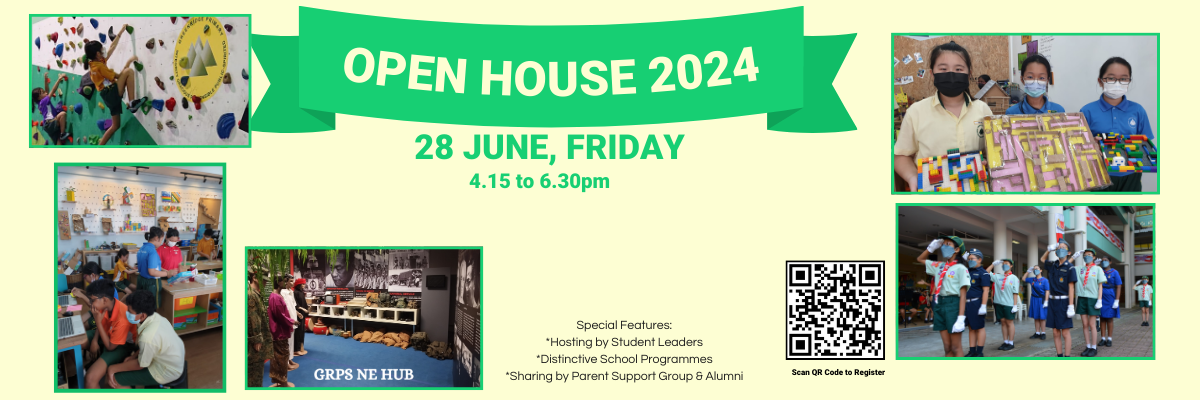 OPEN HOUSE 2024
28 JUNE, FRIDAY
4.15 to 6.30pm
GRPS NE HUB
Special Features:
*Hosting by Student Leaders
*Distinctive School Programmes
*Sharing by Parent Support Group & Alumni
Scan QR Code to Register